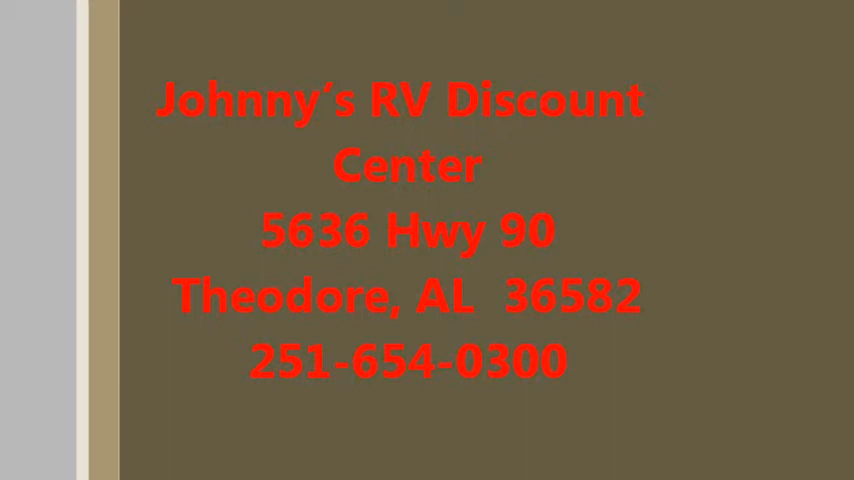 Johnny’s RV Discount
Center
5636 Hwy 90
Theodore, AL  36582
251-654-0300